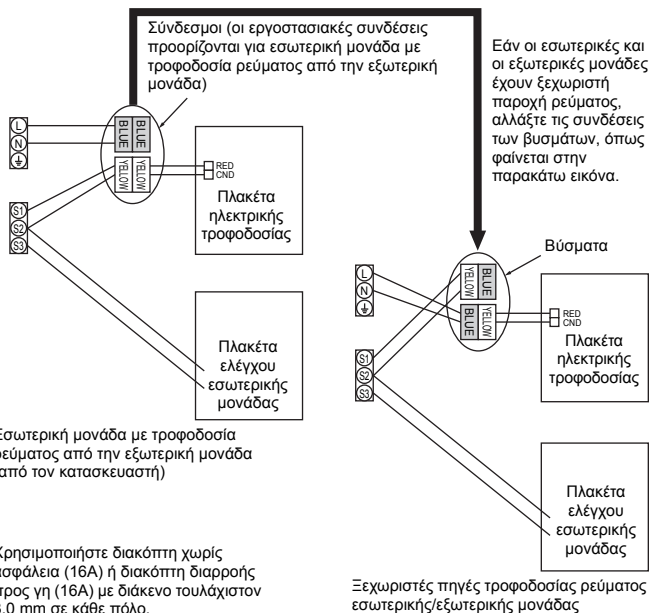 Σύνδεσμοι (οι εργοστασιακές συνδέσεις
προορίζονται για εσωτερική μονάδα με
τροφοδοσία ρεύματος από την εξωτερική
μονάδα)
Εάν οι εσωτερικές και
οι εξωτερικές μονάδες
έχουν ξεχωριστή
παροχή ρεύματος,
αλλάξτε τις συνδέσεις
των βυσμάτων, όπως
φαίνεται στην
παρακάτω εικόνα.
L
N
BLUE
BLUE
YELLOW
YELLOW
RED
CND
Πλακέτα
ηλεκτρικής
τροφοδοσίας
S1
S2
S3
Πλακέτα
ελέγχου
εσωτερικής
μονάδας
Εσωτερική μονάδα με τροφοδοσία
ρεύματος από την εξωτερική μονάδα
(από τον κατασκευαστή)
Βύσματα
L
N
YELLOW
BLUE
BLUE
YELLOW
RED
CND
Πλακέτα
ηλεκτρικής
τροφοδοσίας
S1
S2
S3
Πλακέτα
ελέγχου
εσωτερικής
μονάδας
Ξεχωριστές πηγές τροφοδοσίας ρεύματος
εσωτερικής/εξωτερικής μονάδας
Χρησιμοποιήστε διακόπτη χωρίς
ασφάλεια (16A) ή διακόπτη διαρροής
προς γη (16A) με διάκενο τουλάχιστον
3,0 mm σε κάθε πόλο.